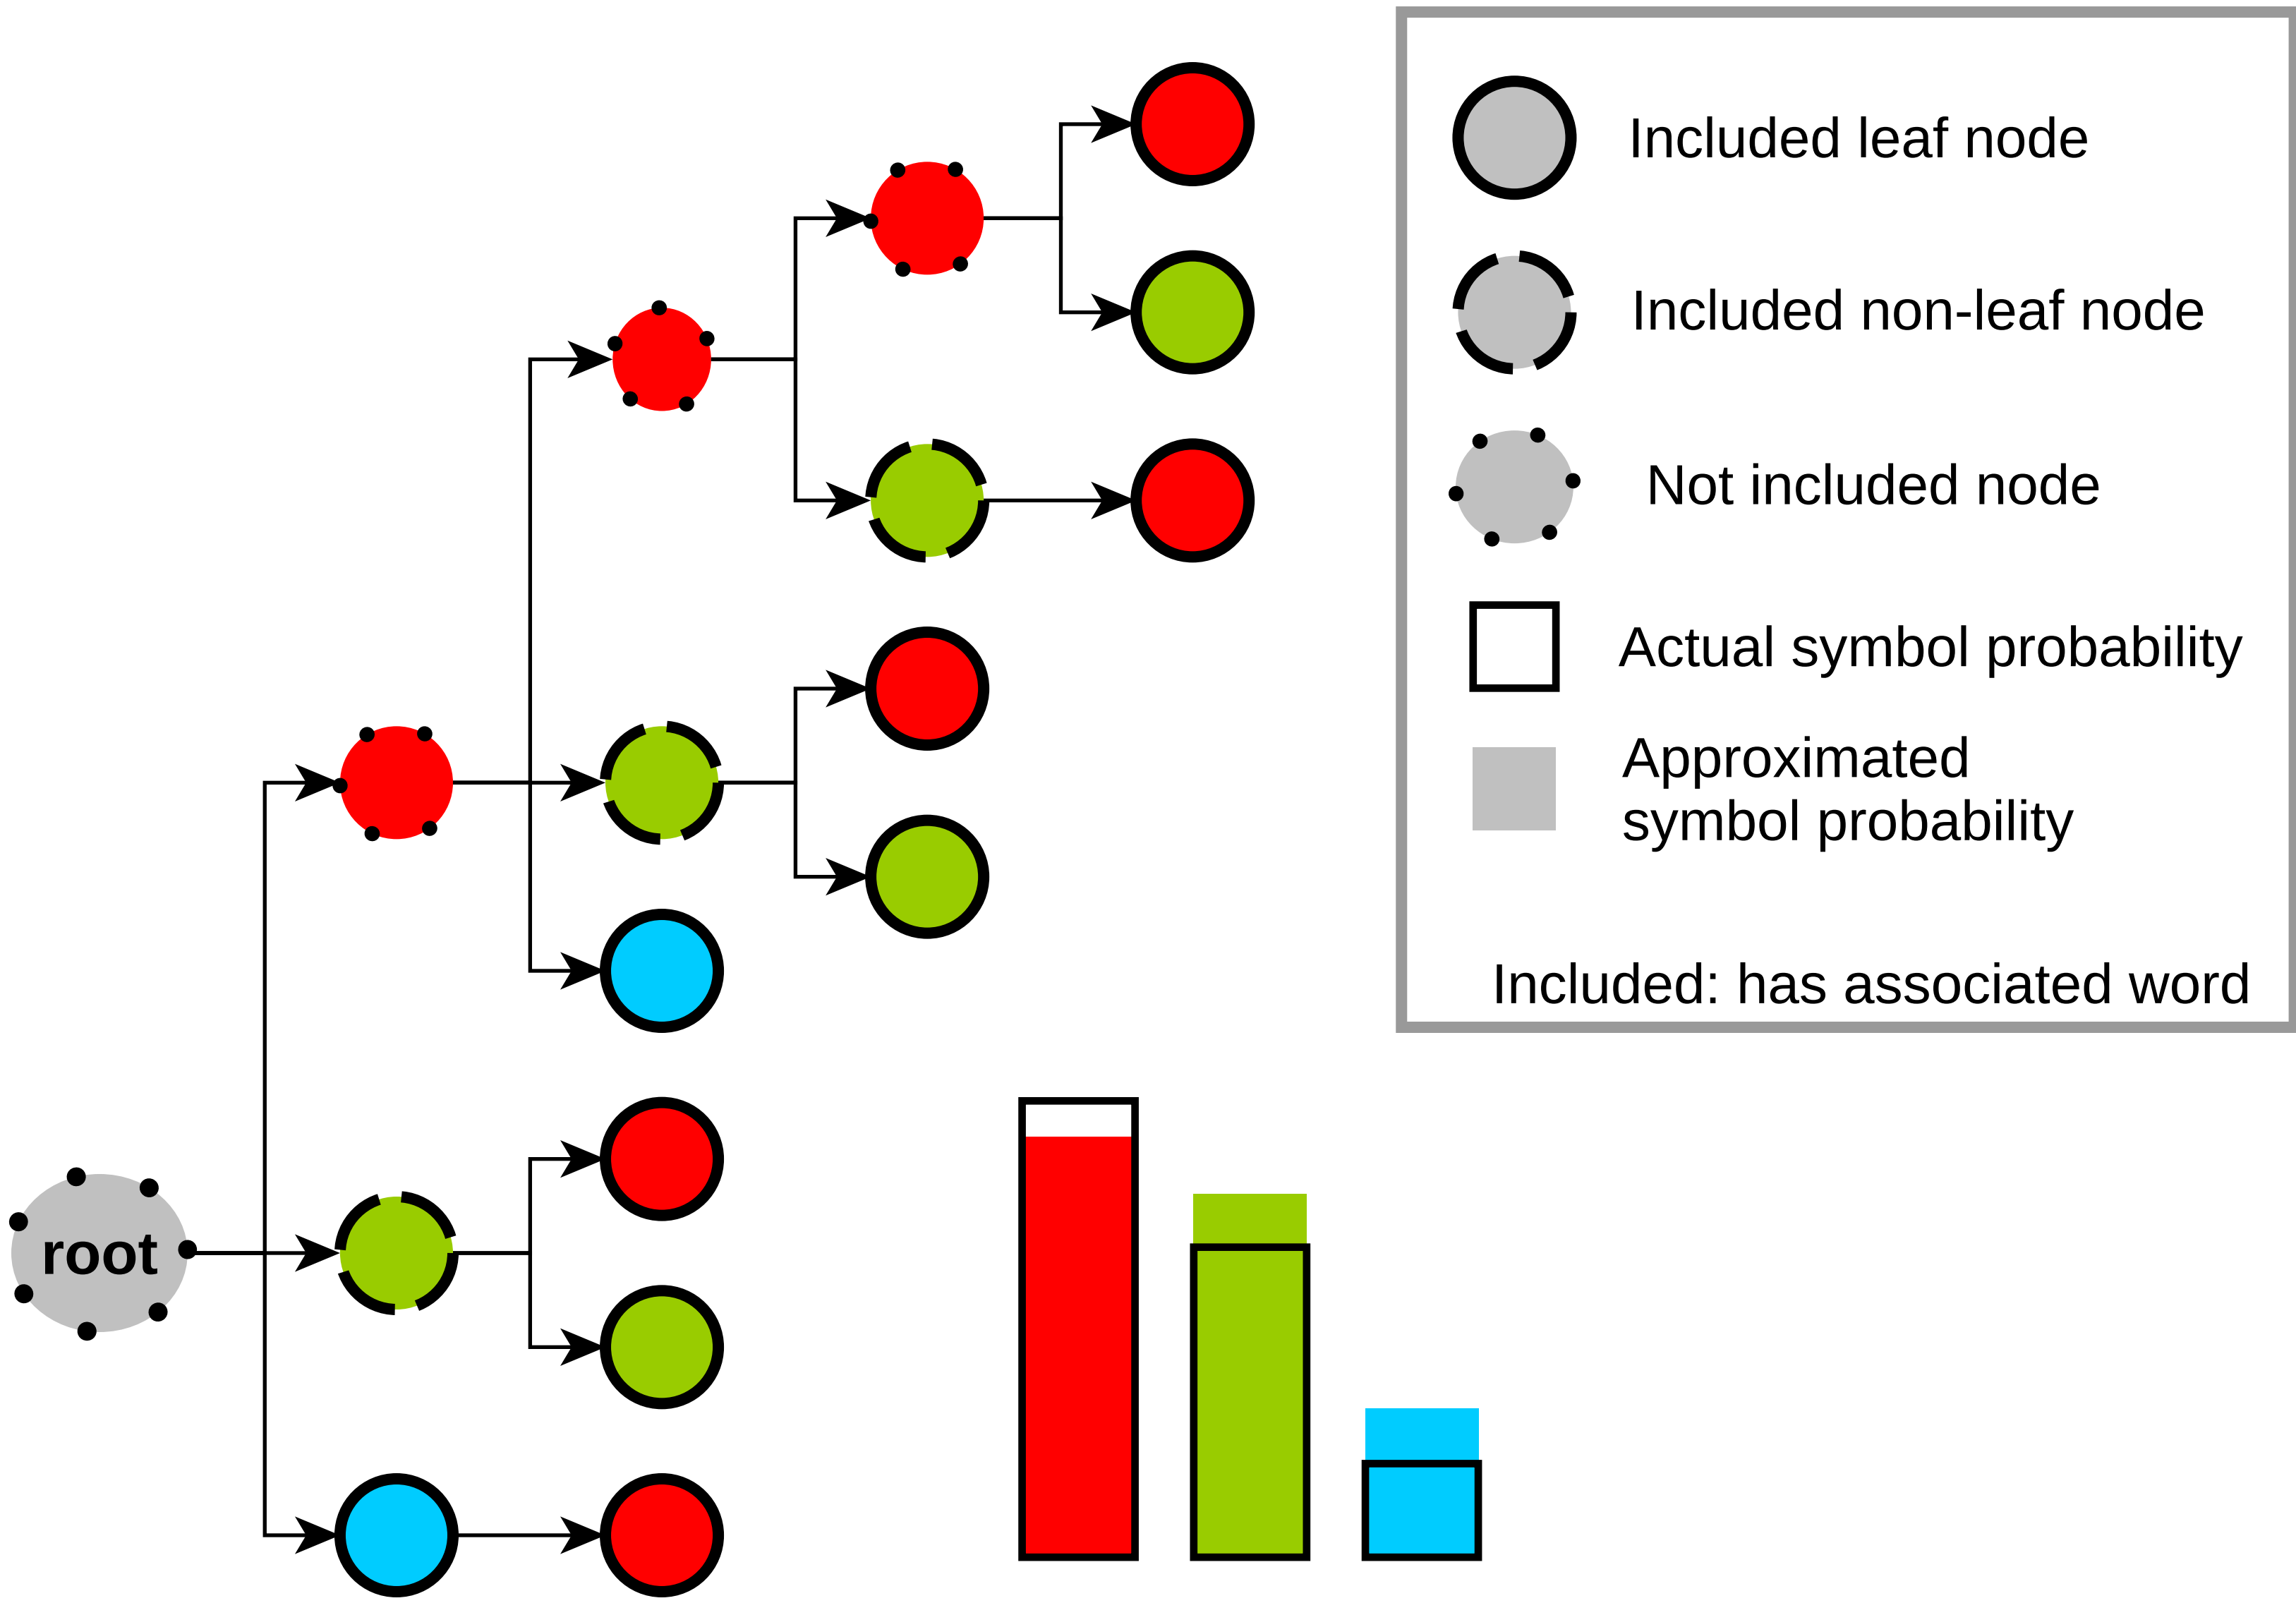 Included leaf node
Included non-leaf node
Not included node
Actual symbol probability
Approximated
symbol probability
Included: has associated word
root